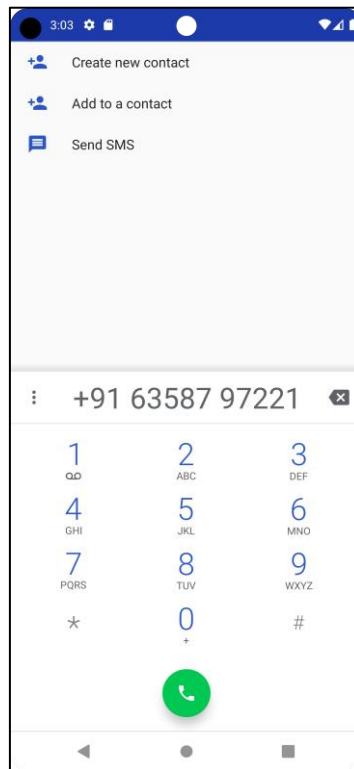 3:03
Create new contact
Add to a contact
Send SMS
+91 63587 97221
1 2 3
ABC DEF
4 5 6
GHI JKL MNO
7 8 9
PQRS TUV WXYZ
* 0 #
+